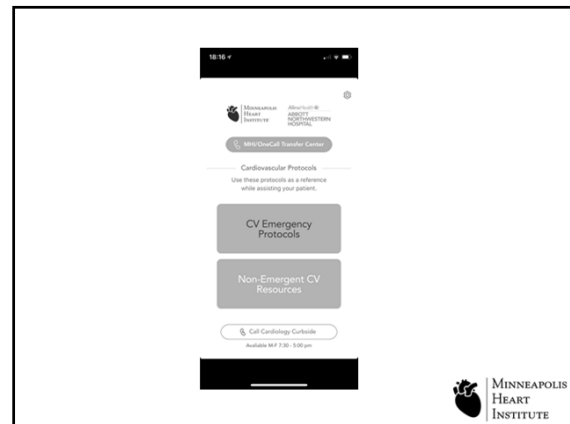 18:16
MINNEAPOLIS
HEART
INSTITUTE
AllinaHealth
ABBOTT
NORTHWESTERN
HOSPITAL
MHI/OneCall Transfer Center
Cardiovascular Protocols
Use these protocols as a reference
while assisting your patient.
CV Emergency
Protocols
Non-Emergent CV
Resources
Call Cardiology Curbside
Available M-F 7:30 - 5:00 pm
MINNEAPOLIS
HEART
INSTITUTE